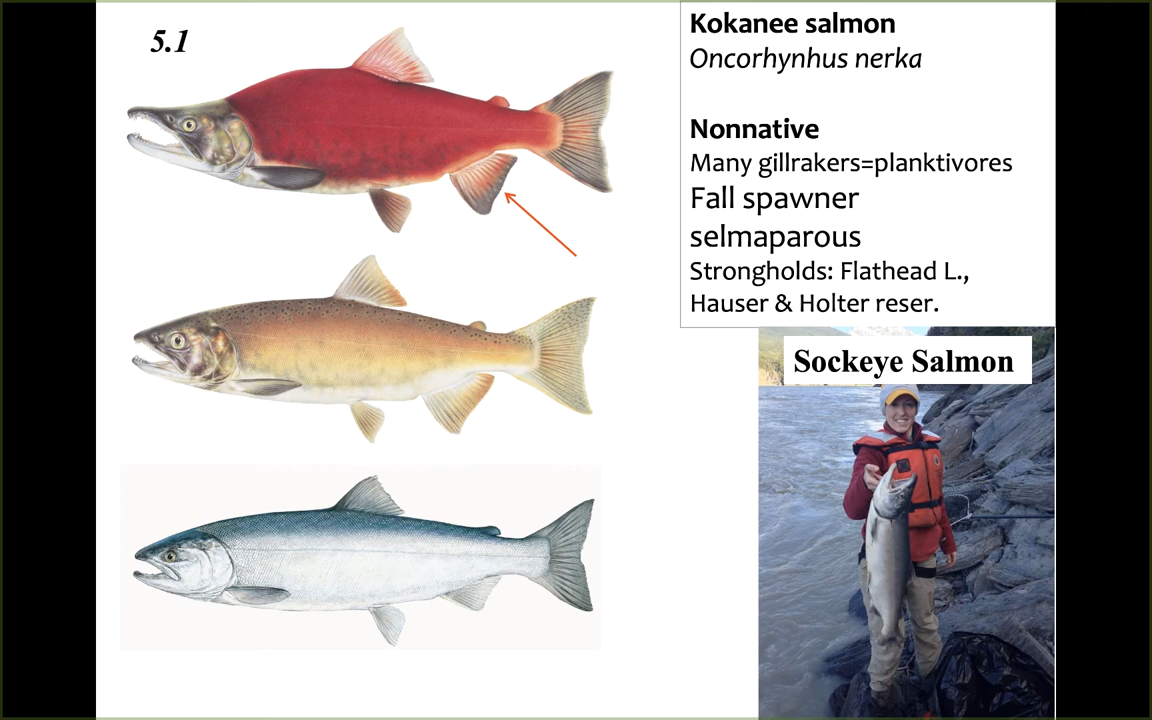 5.1
Kokanee salmon
Oncorhynhus nerka
Nonnative
Many gillrakers=planktivores
Fall spawner
selmaparous
Strongholds: Flathead L.,
Hauser & Holter reser.
Sockeye Salmon